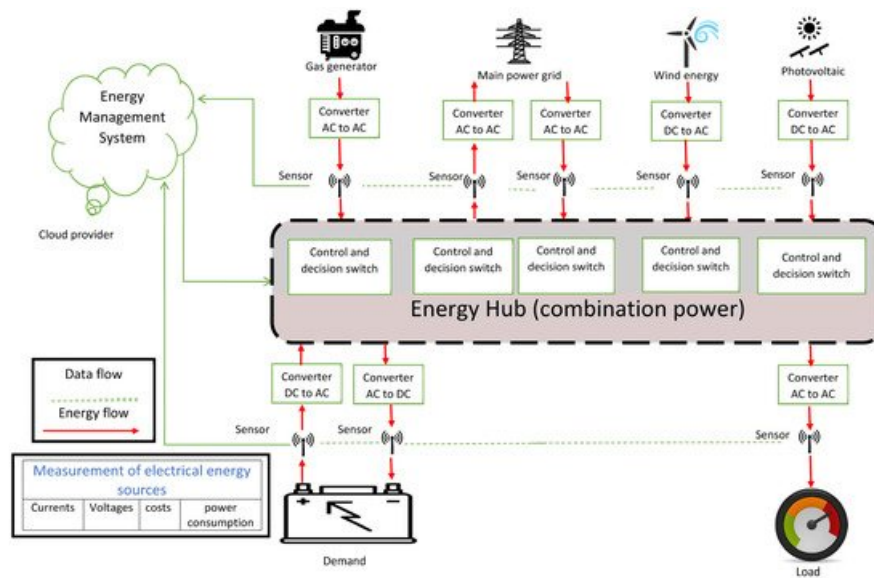 Gas generator
Main power grid
Wind energy
Photovoltaic
Energy
Management
System
Cloud provider
Converter
AC to AC
Converter
AC to AC
Converter
AC to AC
Converter
DC to AC
Converter
DC to AC
Sensor
Sensor
Sensor
Sensor
Sensor
Control and
decision switch
Control and
decision switch
Control and
decision switch
Control and
decision switch
Control and
decision switch
Energy Hub (combination power)
Converter
DC to AC
Converter
AC to DC
Converter
AC to AC
Data flow
Energy flow
Sensor
Sensor
Sensor
Measurement of electrical energy
sources
Currents
Voltages
costs
power
consumption
+
−
Demand
Load